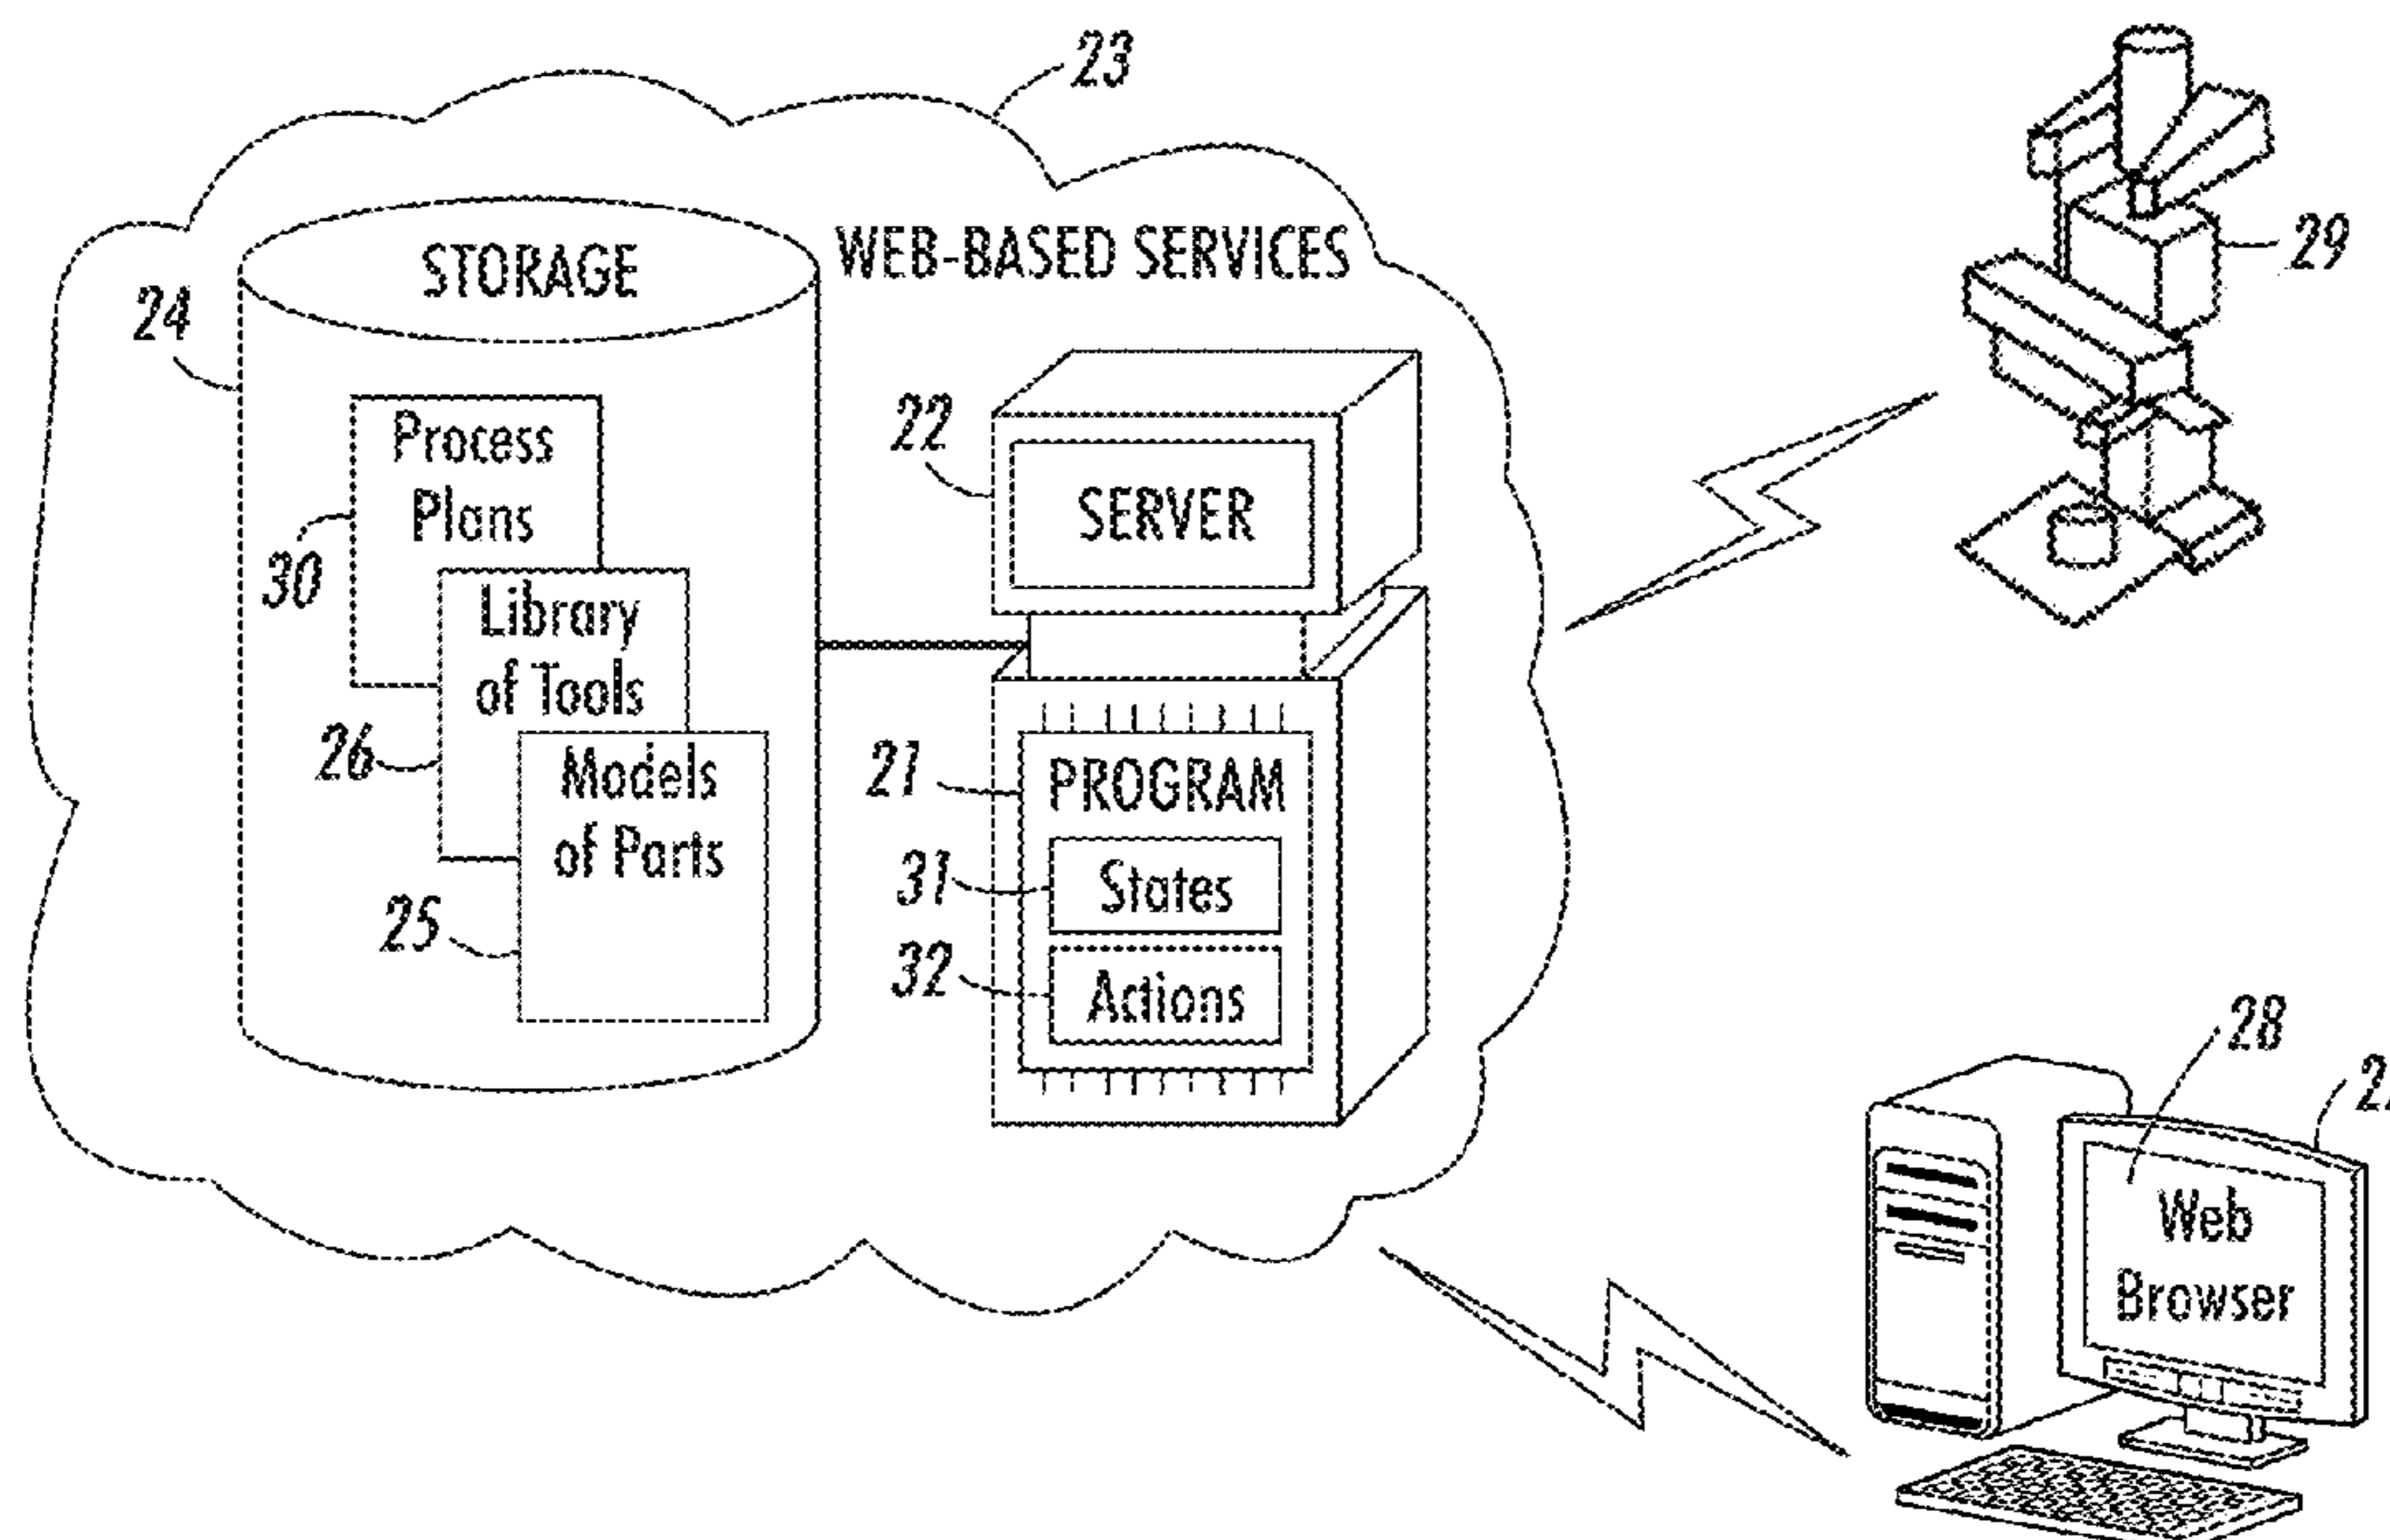 23
STORAGE
WEB-BASED SERVICES
29
24
Process
Plans
30
22
SERVER
Library
of Tools
26
Models
of Parts
25
21
PROGRAM
31
States
32
Actions
28
Web
Browser